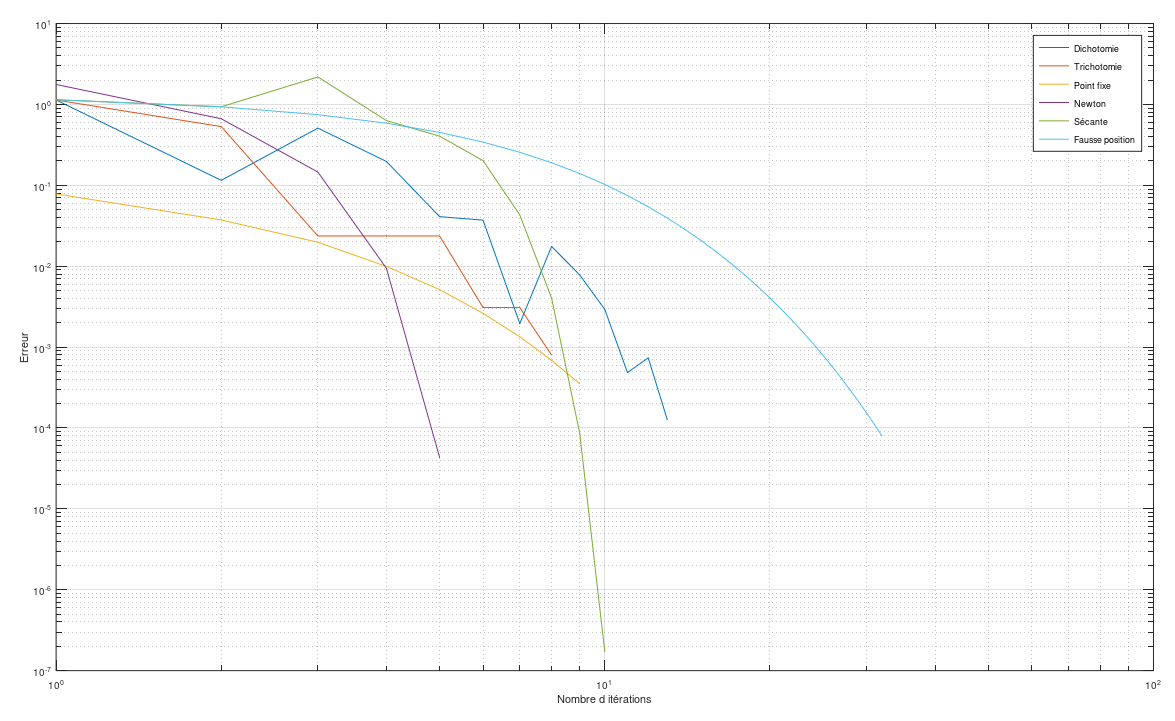 10^1
10^0
10^-1
10^-2
10^-3
10^-4
10^-5
10^-6
10^-7
Erreur
Dichotomie
Trichotomie
Point fixe
Newton
Sécante
Fausse position
10^0
10^1
10^2
Nombre d itérations